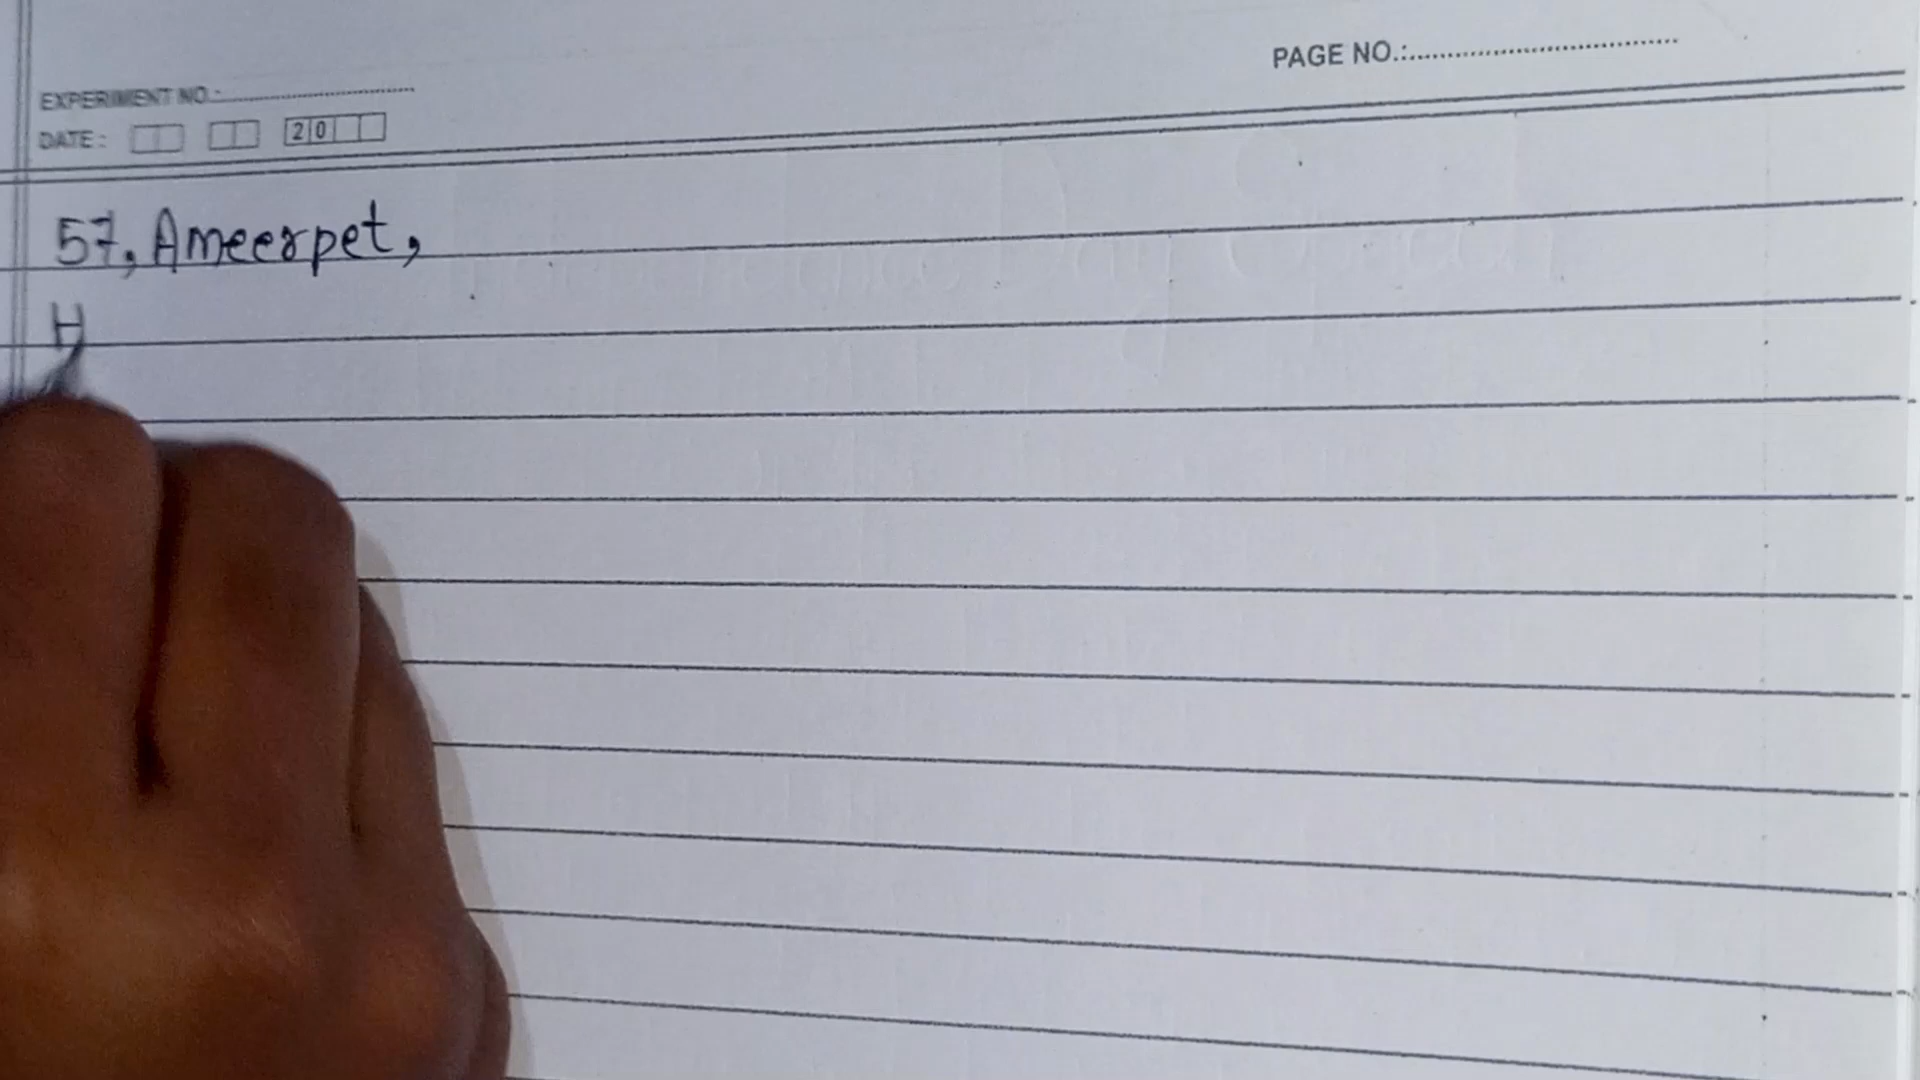 PAGE NO.:
EXPERIMENT NO.:
DATE: 20
57, Ameerpet,
H